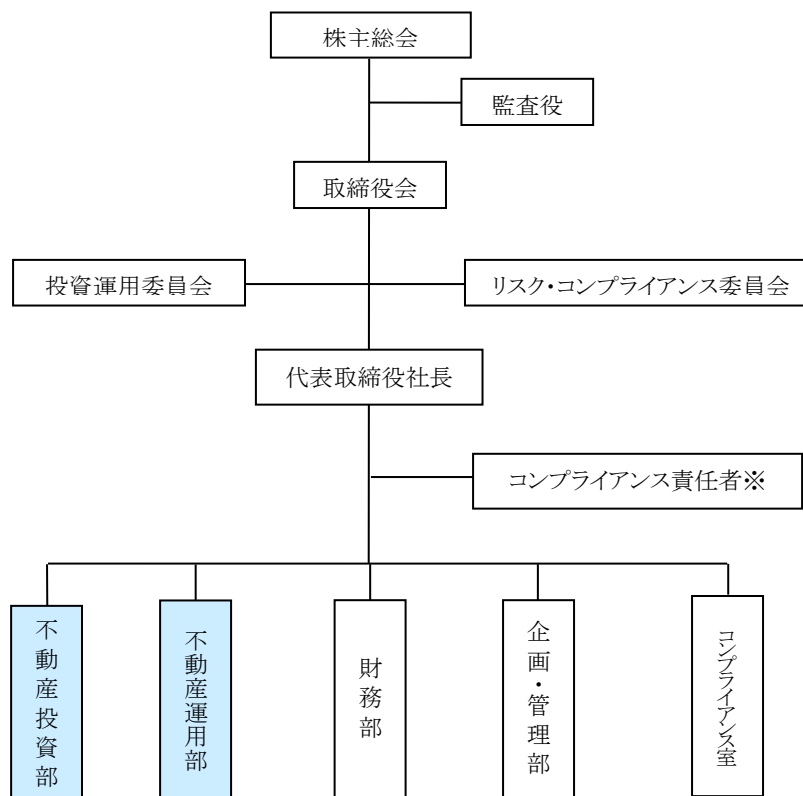 株主総会
監査役
取締役会
投資運用委員会
リスク・コンプライアンス委員会
代表取締役社長
コンプライアンス責任者※
不動産投資部
不動産運用部
財務部
企画・管理部
コンプライアンス室